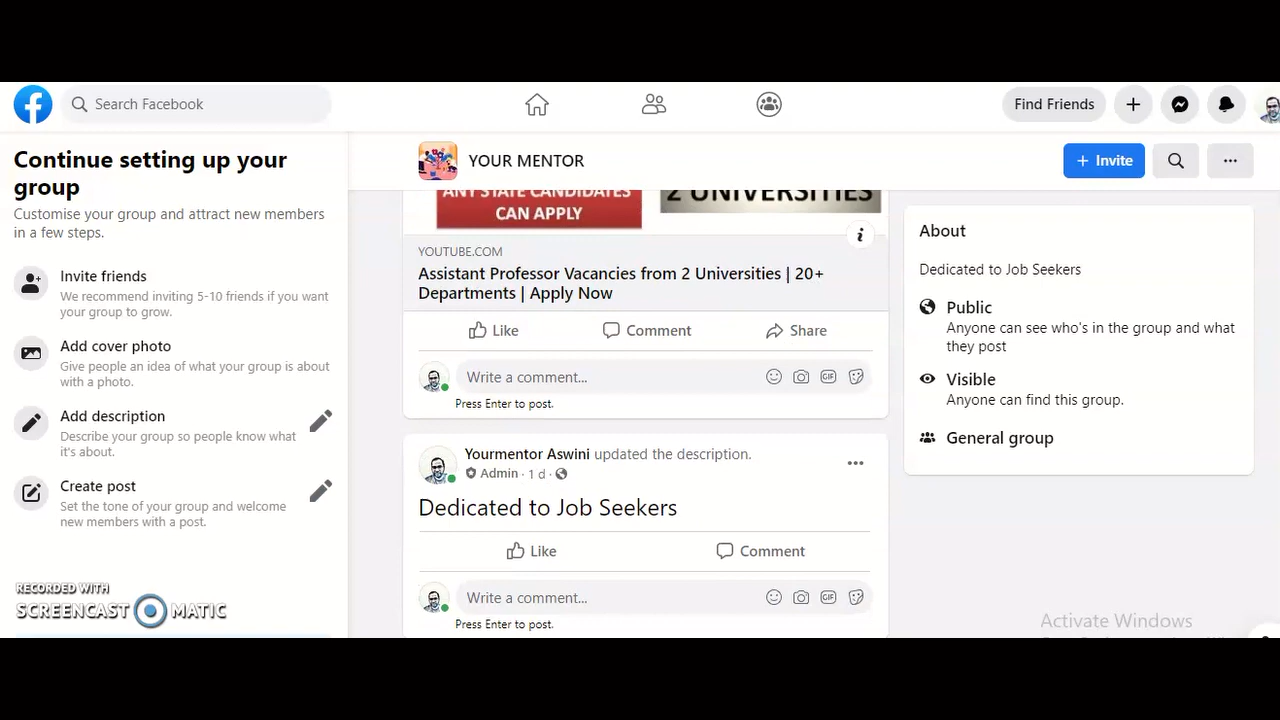 Search Facebook
Find Friends
Continue setting up your
group
Customise your group and attract new members
in a few steps.
Invite friends
We recommend inviting 5-10 friends if you want
your group to grow.
Add cover photo
Give people an idea of what your group is about
with a photo.
Add description
Describe your group so people know what
it's about.
Create post
Set the tone of your group and welcome
new members with a post.
RECORDED WITH
SCREENCAST MATIC
YOUR MENTOR
+ Invite
ANY STATE CANDIDATES
CAN APPLY
2 UNIVERSITIES
YOUTUBE.COM
Assistant Professor Vacancies from 2 Universities | 20+
Departments | Apply Now
Like
Comment
Share
Write a comment...
GIF
Press Enter to post.
Yourmentor Aswini updated the description.
Admin · 1 d ·
Dedicated to Job Seekers
Like
Comment
Write a comment...
GIF
Press Enter to post.
About
Dedicated to Job Seekers
Public
Anyone can see who's in the group and what
they post
Visible
Anyone can find this group.
General group
Activate Windows